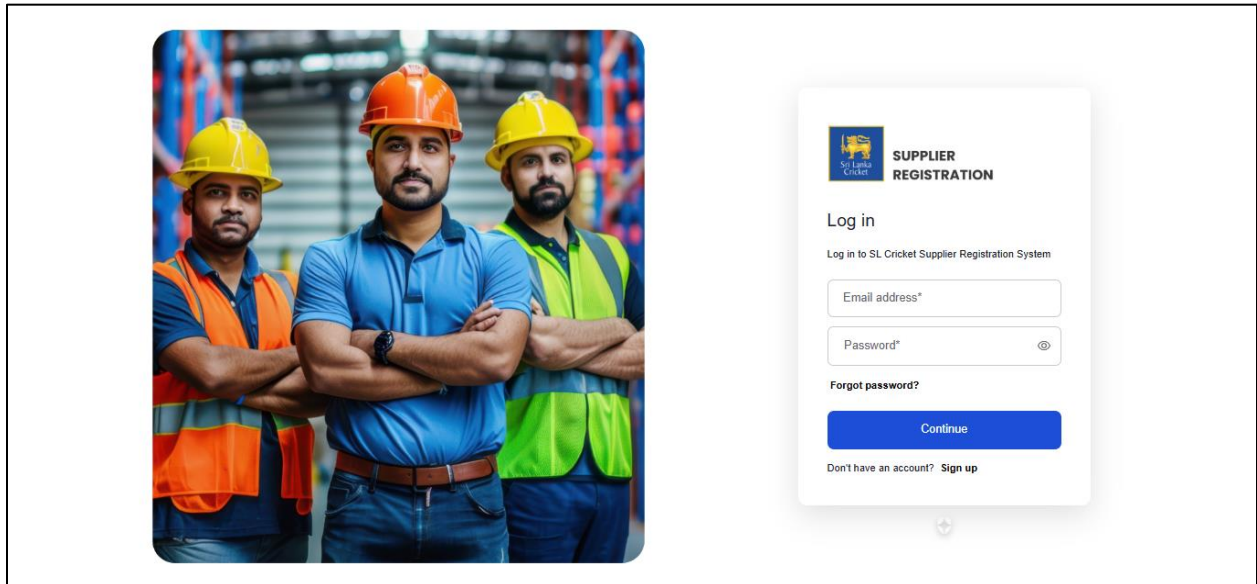 Sri Lanka
Cricket
SUPPLIER
REGISTRATION
Log in
Log in to SL Cricket Supplier Registration System
Email address*
Password*
Forgot password?
Continue
Don't have an account? Sign up